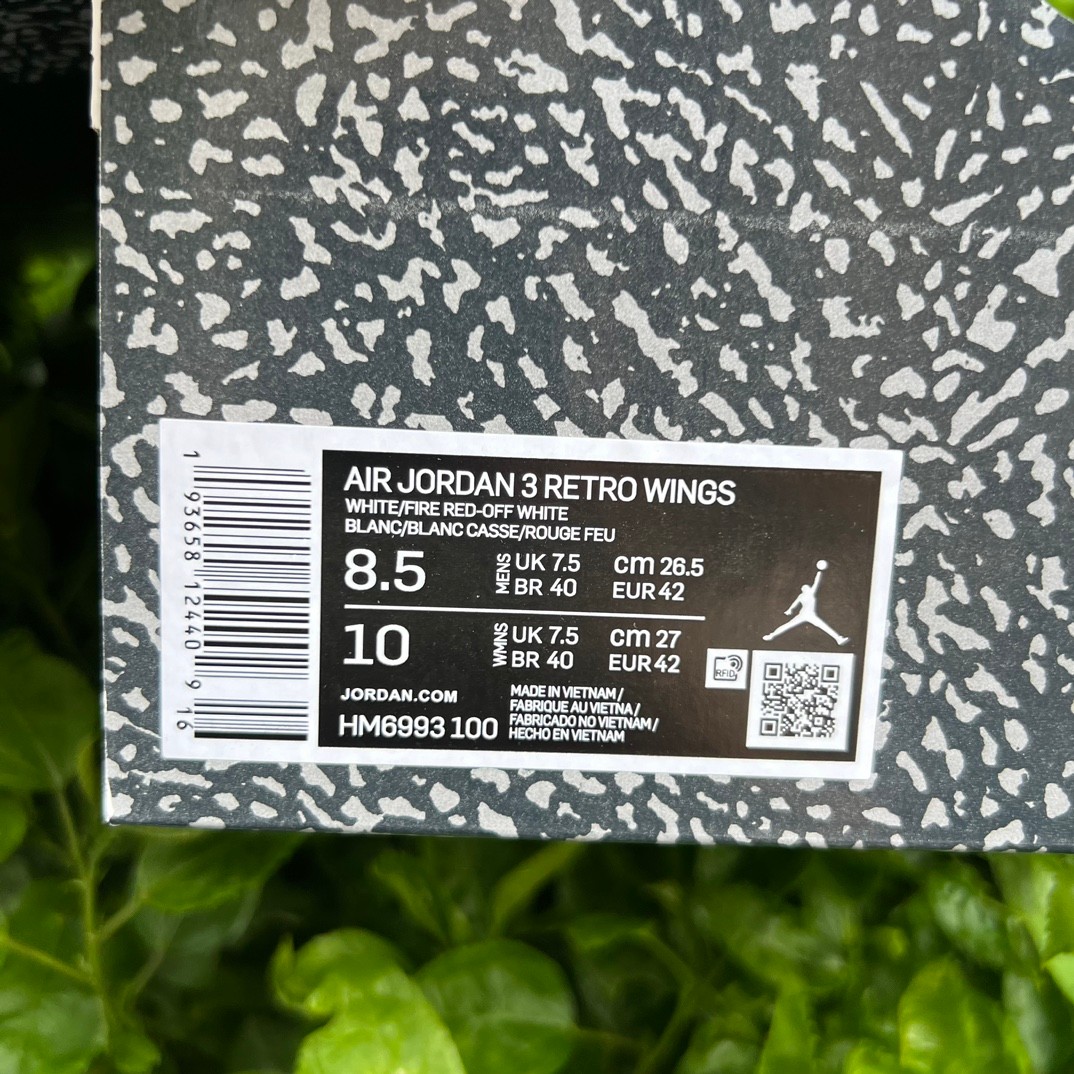 AIR JORDAN 3 RETRO WINGS
WHITE/FIRE RED-OFF WHITE
BLANC/BLANC CASSE/ROUGE FEU
8.5 MENS UK 7.5 cm 26.5
BR 40 EUR 42
10 WMNS UK 7.5 cm 27
BR 40 EUR 42
RFID
JORDAN.COM
HM6993 100
MADE IN VIETNAM /
FABRIQUE AU VIETNA /
FABRICADO NO VIETNAM /
HECHO EN VIETNAM
1 93658 12440 9 16